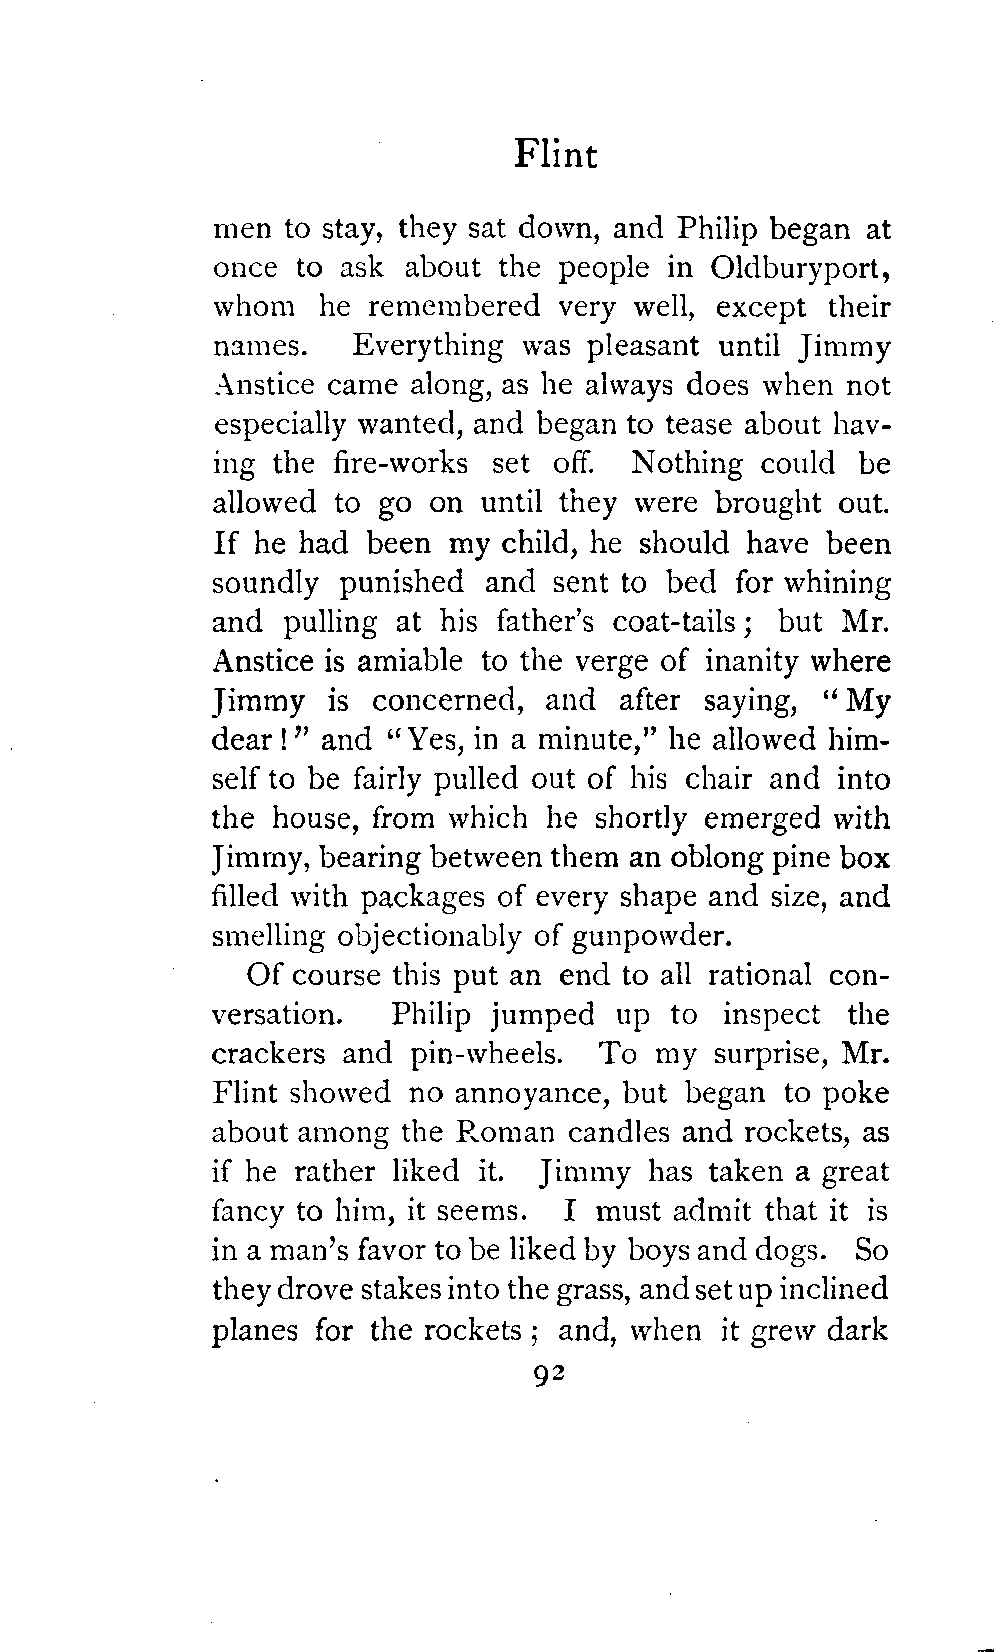 Flint
men to stay, they sat down, and Philip began at
once to ask about the people in Oldburyport,
whom he remembered very well, except their
names. Everything was pleasant until Jimmy
Anstice came along, as he always does when not
especially wanted, and began to tease about hav-
ing the fire-works set off. Nothing could be
allowed to go on until they were brought out.
If he had been my child, he should have been
soundly punished and sent to bed for whining
and pulling at his father's coat-tails; but Mr.
Anstice is amiable to the verge of inanity where
Jimmy is concerned, and after saying, "My
dear!" and "Yes, in a minute," he allowed him-
self to be fairly pulled out of his chair and into
the house, from which he shortly emerged with
Jimmy, bearing between them an oblong pine box
filled with packages of every shape and size, and
smelling objectionably of gunpowder.
Of course this put an end to all rational con-
versation. Philip jumped up to inspect the
crackers and pin-wheels. To my surprise, Mr.
Flint showed no annoyance, but began to poke
about among the Roman candles and rockets, as
if he rather liked it. Jimmy has taken a great
fancy to him, it seems. I must admit that it is
in a man's favor to be liked by boys and dogs. So
they drove stakes into the grass, and set up inclined
planes for the rockets; and, when it grew dark
92